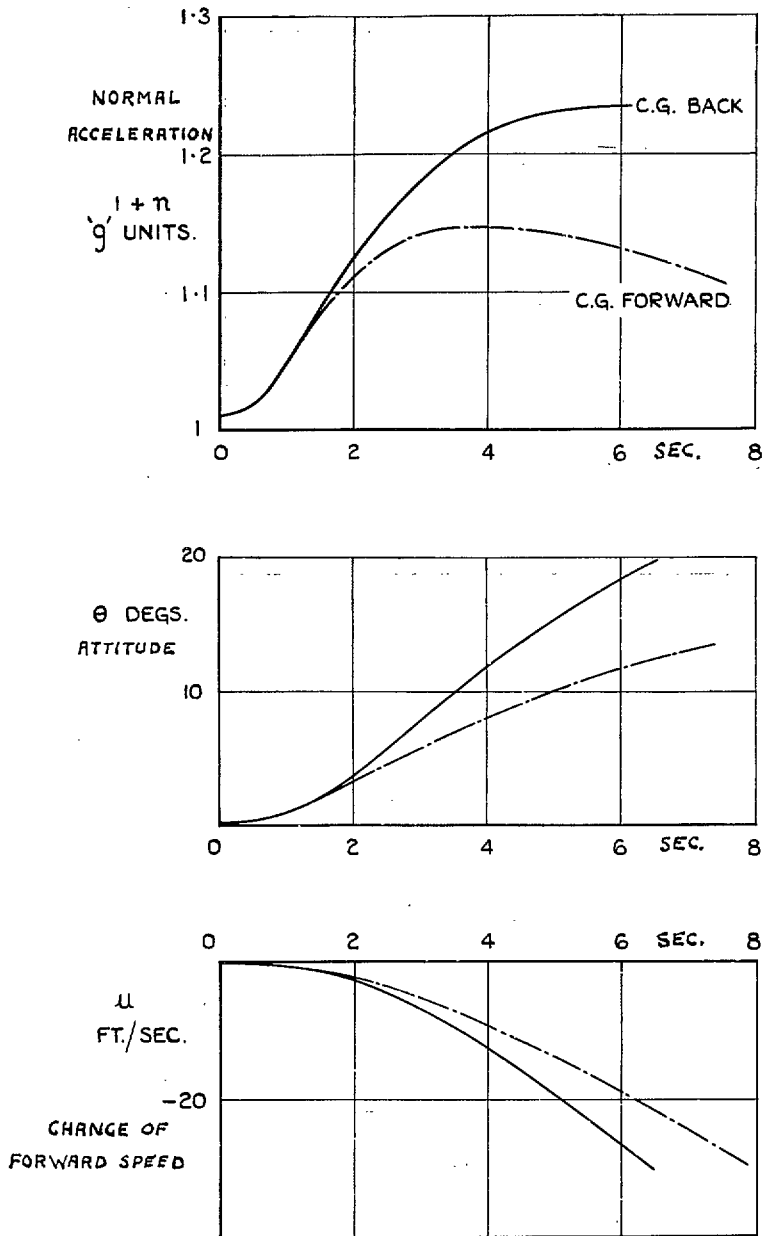 1·3
NORMAL
ACCELERATION
C.G. BACK
1·2
1 + n
'g' UNITS.
1·1
C.G. FORWARD
1
0 2 4 6 SEC. 8
20
θ DEGS.
ATTITUDE
10
0 2 4 6 SEC. 8
0 2 4 6 SEC. 8
u
FT./SEC.
-20
CHANGE OF
FORWARD SPEED